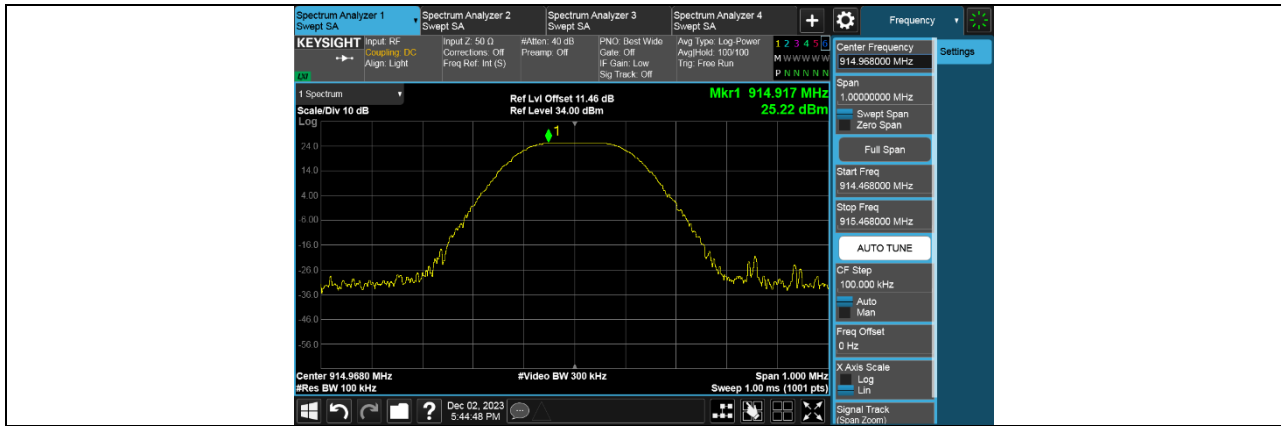 Spectrum Analyzer 1
Swept SA
Spectrum Analyzer 2
Swept SA
Spectrum Analyzer 3
Swept SA
Spectrum Analyzer 4
Swept SA
+
Frequency
KEYSIGHT
LXI
Input: RF
Coupling: DC
Align: Light
Input Z: 50 Ω
Corrections: Off
Freq Ref: Int (S)
#Atten: 40 dB
Preamp: Off
PNO: Best Wide
Gate: Off
IF Gain: Low
Sig Track: Off
Avg Type: Log-Power
Avg|Hold: 100/100
Trig: Free Run
1 2 3 4 5 6
M W W W W W
P N N N N N
1 Spectrum
Scale/Div 10 dB
Log
Ref Lvl Offset 11.46 dB
Ref Level 34.00 dBm
Mkr1 914.917 MHz
25.22 dBm
1
24.0
14.0
4.00
-6.00
-16.0
-26.0
-36.0
-46.0
-56.0
Center 914.9680 MHz
#Res BW 100 kHz
#Video BW 300 kHz
Span 1.000 MHz
Sweep 1.00 ms (1001 pts)
?
Dec 02, 2023
5:44:48 PM
Center Frequency
914.968000 MHz
Settings
Span
1.00000000 MHz
Swept Span
Zero Span
Full Span
Start Freq
914.468000 MHz
Stop Freq
915.468000 MHz
AUTO TUNE
CF Step
100.000 kHz
Auto
Man
Freq Offset
0 Hz
X Axis Scale
Log
Lin
Signal Track
(Span Zoom)